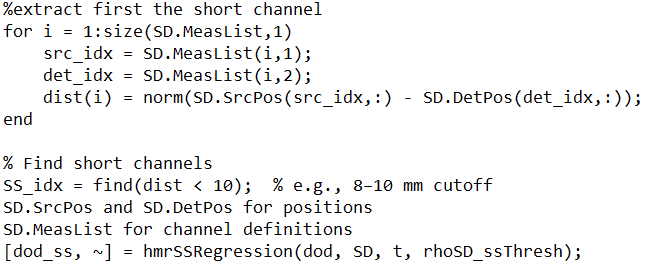 %extract first the short channel
for i = 1:size(SD.MeasList,1)
src_idx = SD.MeasList(i,1);
det_idx = SD.MeasList(i,2);
dist(i) = norm(SD.SrcPos(src_idx,:) - SD.DetPos(det_idx,:));
end
% Find short channels
SS_idx = find(dist < 10);  % e.g., 8–10 mm cutoff
SD.SrcPos and SD.DetPos for positions
SD.MeasList for channel definitions
[dod_ss, ~] = hmrSSRegression(dod, SD, t, rhoSD_ssThresh);